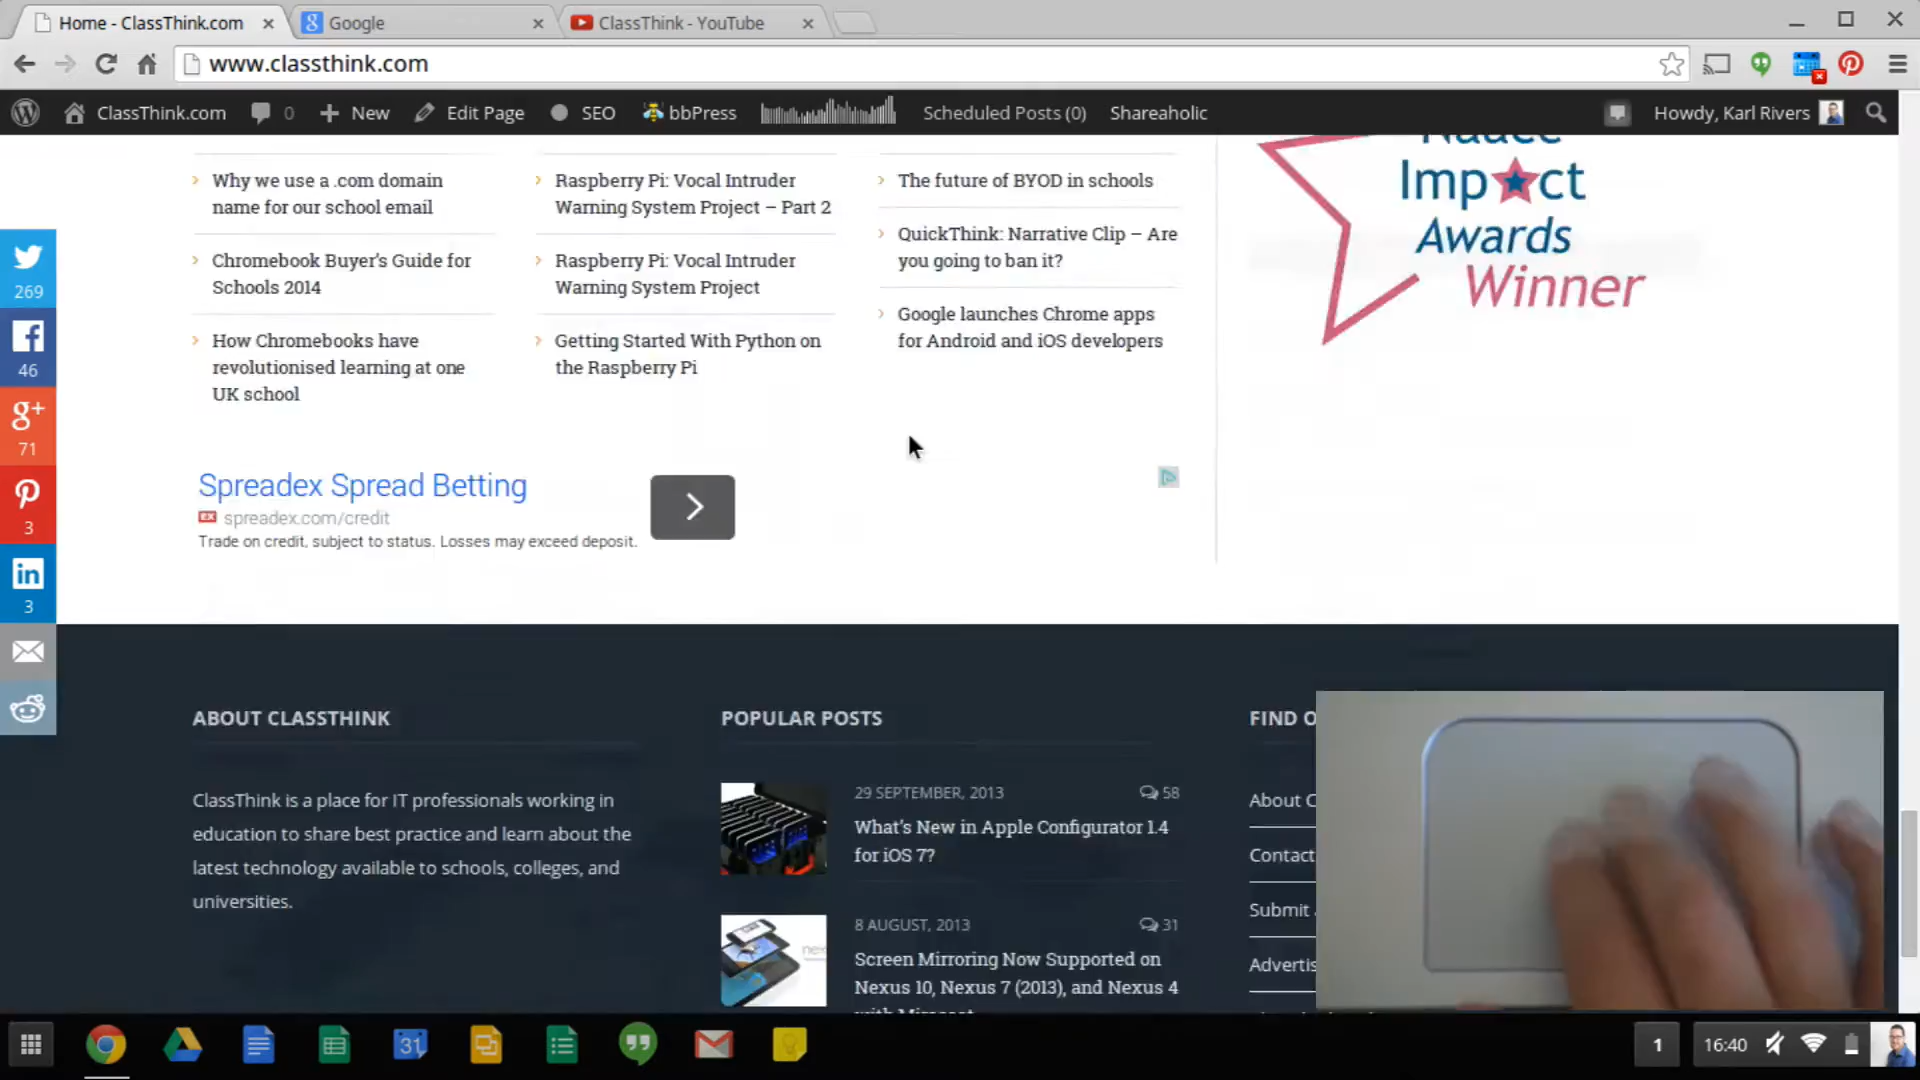 Home - ClassThink.com
Google
ClassThink - YouTube
www.classthink.com
ClassThink.com 0 New Edit Page SEO bbPress Scheduled Posts (0) Shareaholic Howdy, Karl Rivers
Why we use a .com domain
name for our school email
Chromebook Buyer's Guide for
Schools 2014
How Chromebooks have
revolutionised learning at one
UK school
Raspberry Pi: Vocal Intruder
Warning System Project – Part 2
Raspberry Pi: Vocal Intruder
Warning System Project
Getting Started With Python on
the Raspberry Pi
The future of BYOD in schools
QuickThink: Narrative Clip – Are
you going to ban it?
Google launches Chrome apps
for Android and iOS developers
Naace
Impact
Awards
Winner
269
46
g+
71
3
in
3
Spreadex Spread Betting
EX spreadex.com/credit
Trade on credit, subject to status. Losses may exceed deposit.
ABOUT CLASSTHINK
ClassThink is a place for IT professionals working in
education to share best practice and learn about the
latest technology available to schools, colleges, and
universities.
POPULAR POSTS
29 SEPTEMBER, 2013 58
What's New in Apple Configurator 1.4
for iOS 7?
8 AUGUST, 2013 31
Screen Mirroring Now Supported on
Nexus 10, Nexus 7 (2013), and Nexus 4
FIND O
About C
Contact
Submit
Advertis
31
1
16:40